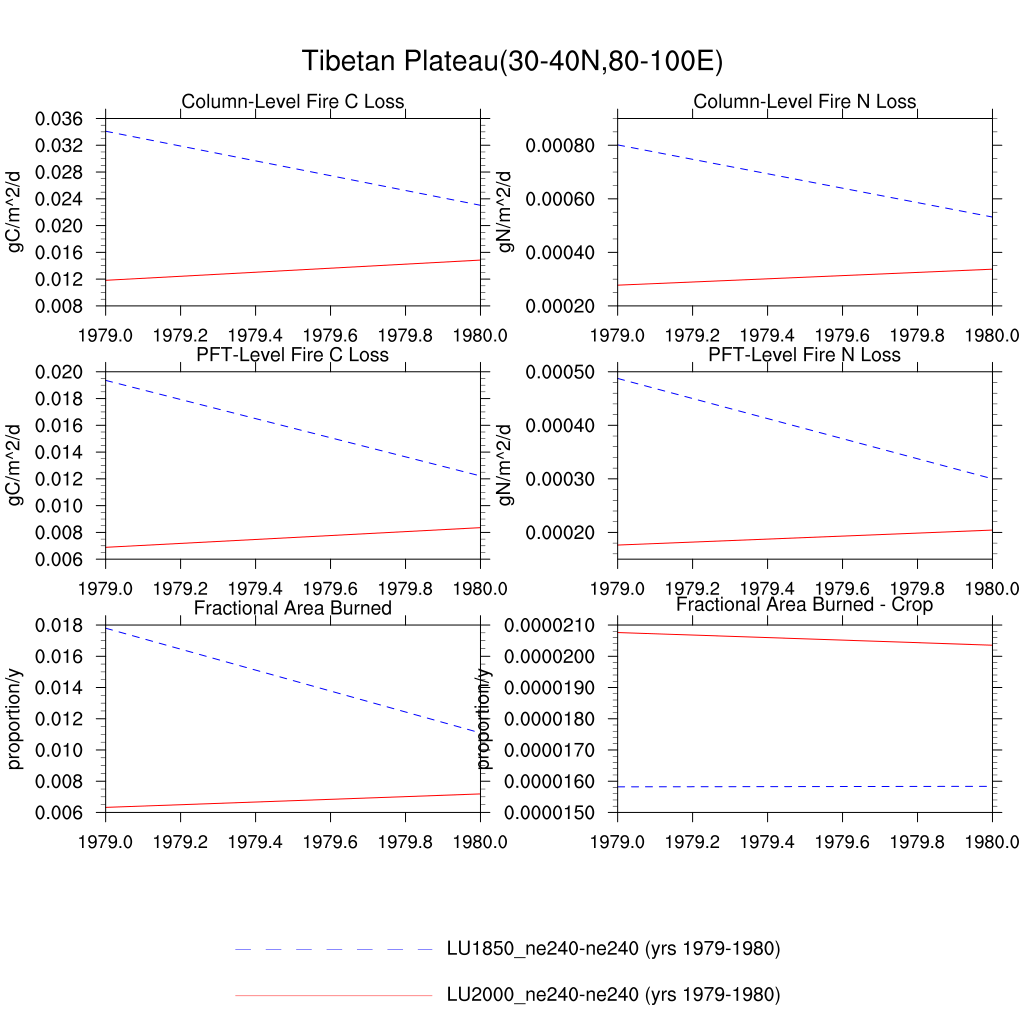 Tibetan Plateau(30-40N,80-100E)
Column-Level Fire C Loss
gC/m^2/d
0.036
0.032
0.028
0.024
0.020
0.016
0.012
0.008
1979.0 1979.2 1979.4 1979.6 1979.8 1980.0
Column-Level Fire N Loss
gN/m^2/d
0.00080
0.00060
0.00040
0.00020
1979.0 1979.2 1979.4 1979.6 1979.8 1980.0
PFT-Level Fire C Loss
gC/m^2/d
0.020
0.018
0.016
0.014
0.012
0.010
0.008
0.006
1979.0 1979.2 1979.4 1979.6 1979.8 1980.0
PFT-Level Fire N Loss
gN/m^2/d
0.00050
0.00040
0.00030
0.00020
1979.0 1979.2 1979.4 1979.6 1979.8 1980.0
Fractional Area Burned
proportion/y
0.018
0.016
0.014
0.012
0.010
0.008
0.006
1979.0 1979.2 1979.4 1979.6 1979.8 1980.0
Fractional Area Burned - Crop
proportion/y
0.0000210
0.0000200
0.0000190
0.0000180
0.0000170
0.0000160
0.0000150
1979.0 1979.2 1979.4 1979.6 1979.8 1980.0
LU1850_ne240-ne240 (yrs 1979-1980)
LU2000_ne240-ne240 (yrs 1979-1980)